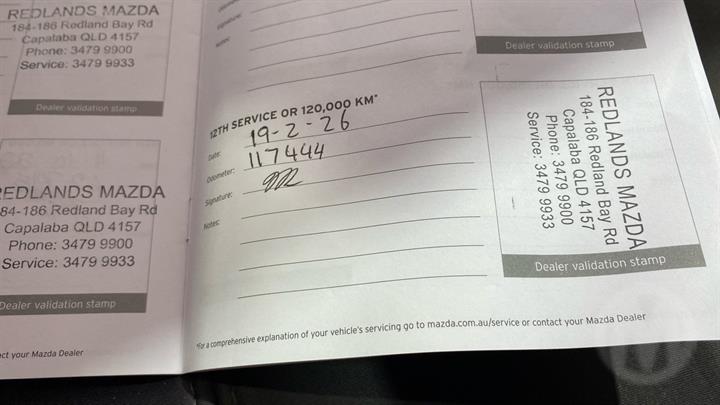 REDLANDS MAZDA
184-186 Redland Bay Rd
Capalaba QLD 4157
Phone: 3479 9900
Service: 3479 9933
Dealer validation stamp
EDLANDS MAZDA
84-186 Redland Bay Rd
Capalaba QLD 4157
Phone: 3479 9900
Service: 3479 9933
Dealer validation stamp
ct your Mazda Dealer
Signature:
Notes:
Dealer validation stamp
12TH SERVICE OR 120,000 KM*
Date: 19-2-26
Odometer: 117444
Signature:
Notes:
REDLANDS MAZDA
184-186 Redland Bay Rd
Capalaba QLD 4157
Phone: 3479 9900
Service: 3479 9933
Dealer validation stamp
*For a comprehensive explanation of your vehicle's servicing go to mazda.com.au/service or contact your Mazda Dealer